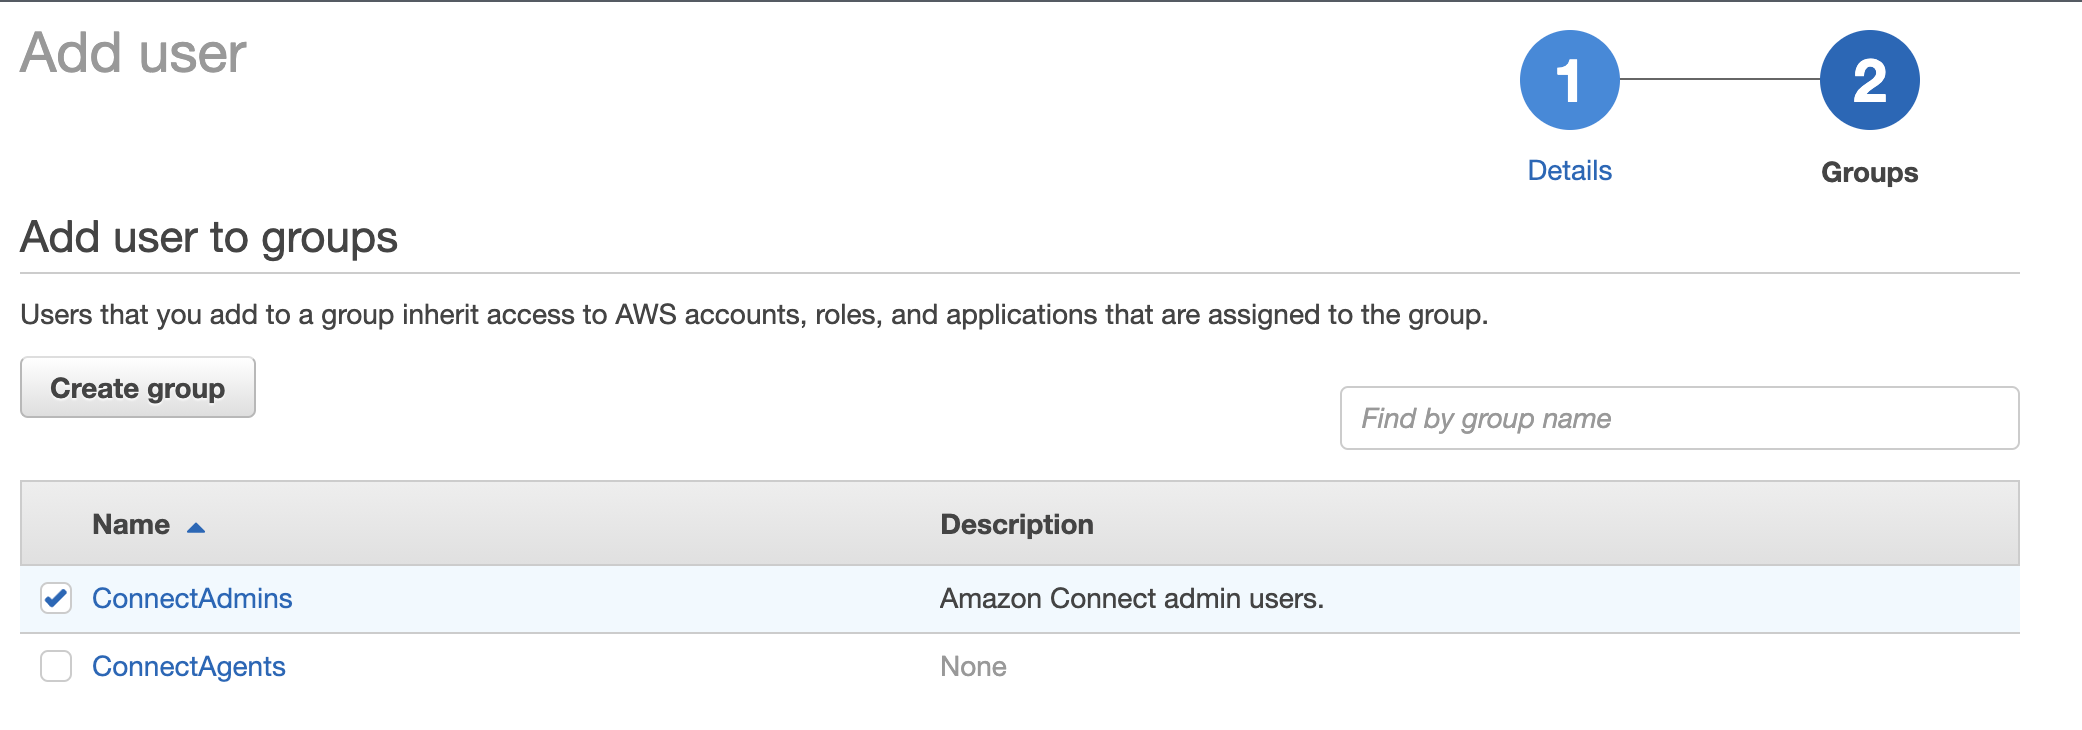 Add user
1
2
Details
Groups
Add user to groups
Users that you add to a group inherit access to AWS accounts, roles, and applications that are assigned to the group.
Create group
Find by group name
Name
Description
ConnectAdmins
Amazon Connect admin users.
ConnectAgents
None